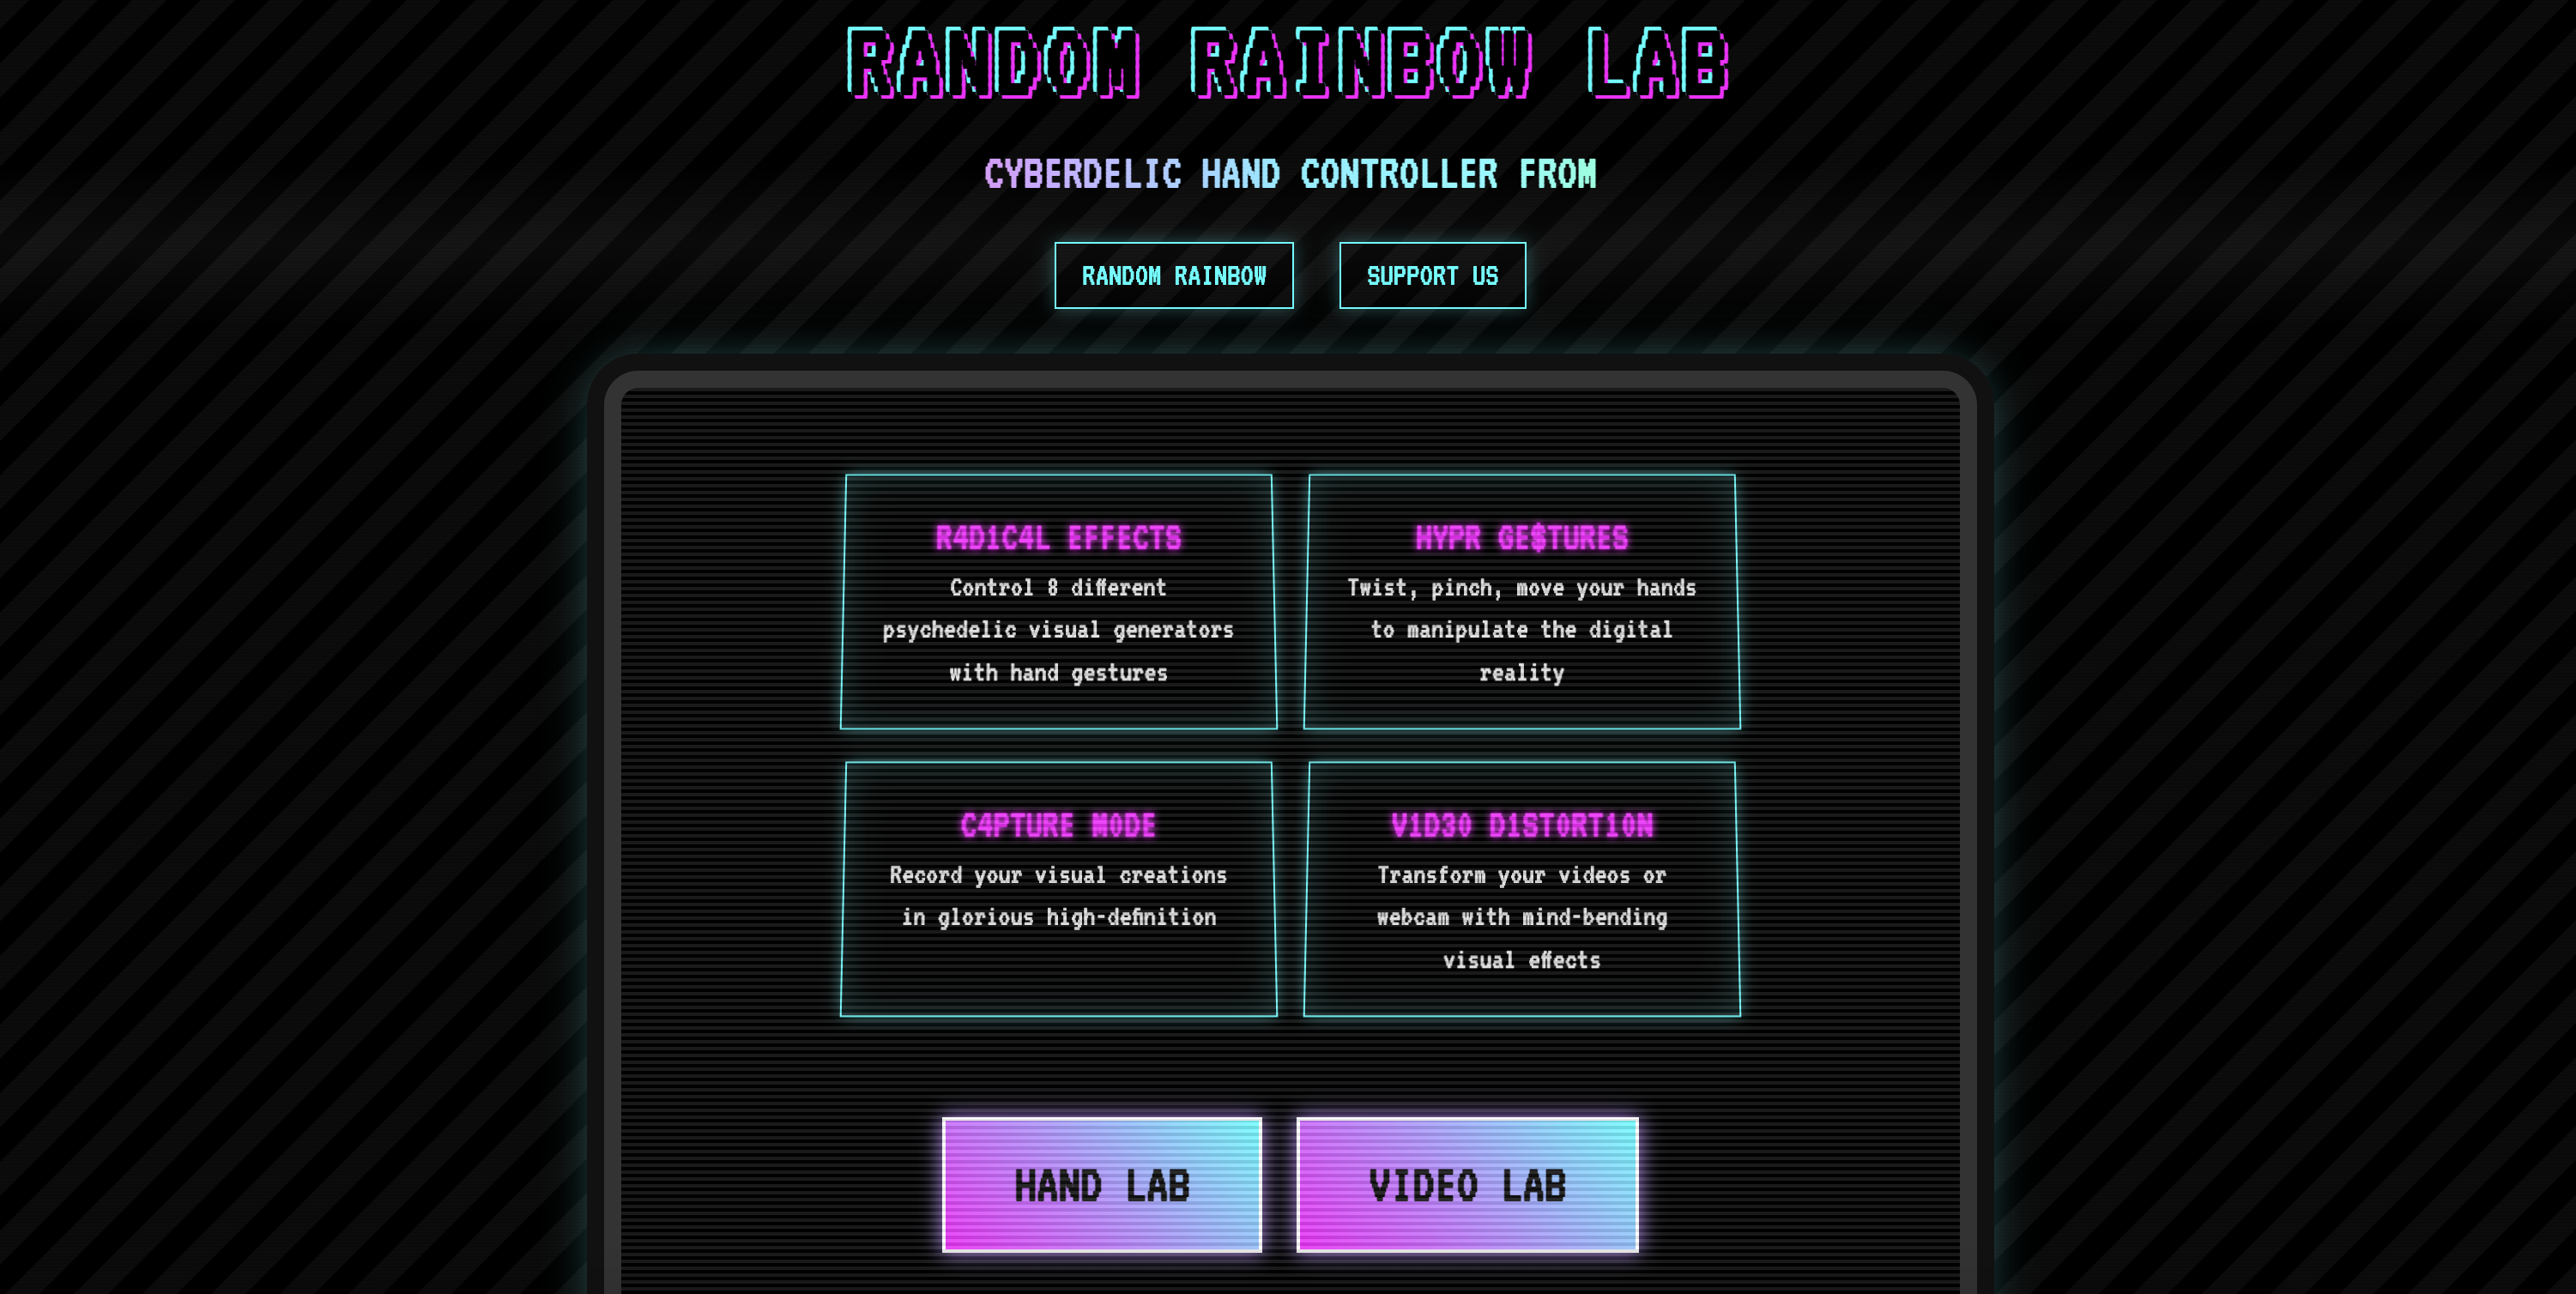 RANDOM RAINBOW LAB
CYBERDELIC HAND CONTROLLER FROM
RANDOM RAINBOW
SUPPORT US
R4D1C4L EFFECTS
Control 8 different
psychedelic visual generators
with hand gestures
HYPR GE$TURES
Twist, pinch, move your hands
to manipulate the digital
reality
C4PTURE M0DE
Record your visual creations
in glorious high-definition
V1D30 D1ST0RT10N
Transform your videos or
webcam with mind-bending
visual effects
HAND LAB
VIDEO LAB